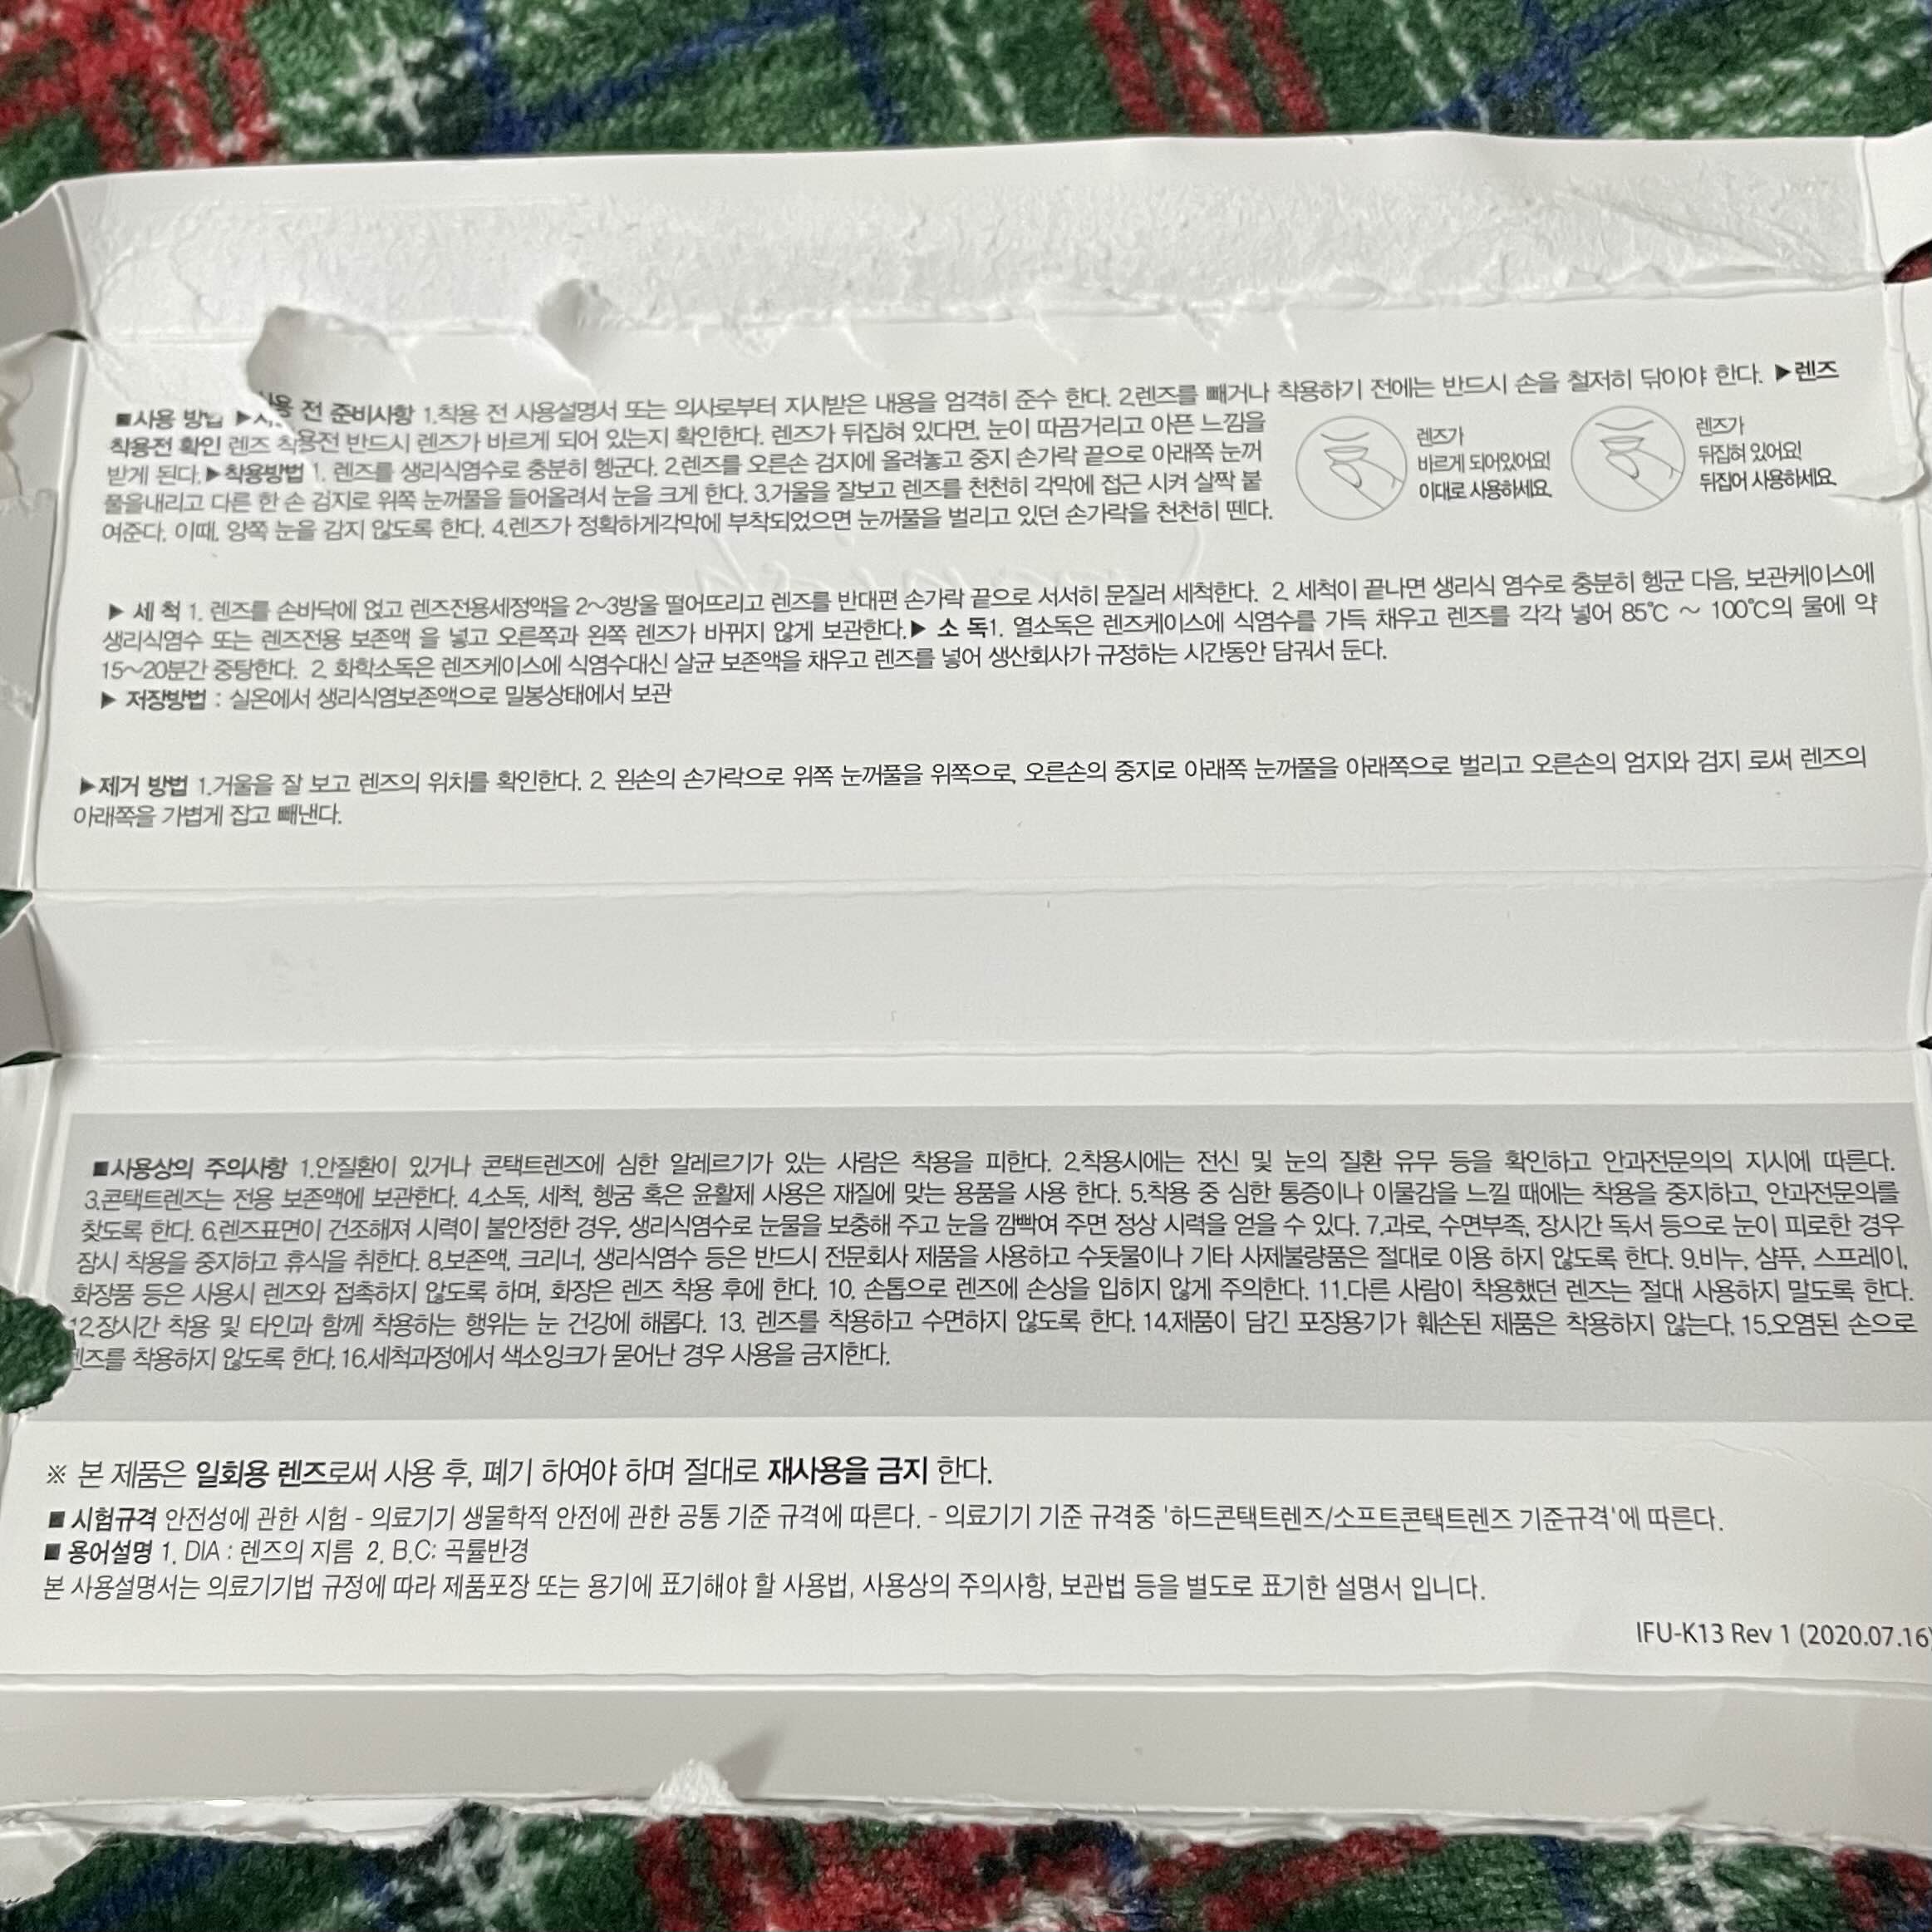 ■사용 방법 ▶사용 전 준비사항 1.착용 전 사용설명서 또는 의사로부터 지시받은 내용을 엄격히 준수 한다. 2.렌즈를 빼거나 착용하기 전에는 반드시 손을 철저히 닦아야 한다. ▶렌즈
착용전 확인 렌즈 착용전 반드시 렌즈가 바르게 되어 있는지 확인한다. 렌즈가 뒤집혀 있다면, 눈이 따끔거리고 아픈 느낌을
받게 된다.▶착용방법 1. 렌즈를 생리식염수로 충분히 헹군다. 2.렌즈를 오른손 검지에 올려놓고 중지 손가락 끝으로 아래쪽 눈꺼
풀을내리고 다른 한 손 검지로 위쪽 눈꺼풀을 들어올려서 눈을 크게 한다. 3.거울을 잘보고 렌즈를 천천히 각막에 접근 시켜 살짝 붙
여준다. 이때, 양쪽 눈을 감지 않도록 한다. 4.렌즈가 정확하게각막에 부착되었으면 눈꺼풀을 벌리고 있던 손가락을 천천히 뗀다.
렌즈가
바르게 되어있어요!
이대로 사용하세요.
렌즈가
뒤집혀 있어요!
뒤집어 사용하세요.
▶ 세 척 1. 렌즈를 손바닥에 얹고 렌즈전용세정액을 2~3방울 떨어뜨리고 렌즈를 반대편 손가락 끝으로 서서히 문질러 세척한다. 2. 세척이 끝나면 생리식 염수로 충분히 헹군 다음, 보관케이스에
생리식염수 또는 렌즈전용 보존액 을 넣고 오른쪽과 왼쪽 렌즈가 바뀌지 않게 보관한다.▶ 소 독1. 열소독은 렌즈케이스에 식염수를 가득 채우고 렌즈를 각각 넣어 85℃ ~ 100℃의 물에 약
15~20분간 중탕한다. 2. 화학소독은 렌즈케이스에 식염수대신 살균 보존액을 채우고 렌즈를 넣어 생산회사가 규정하는 시간동안 담궈서 둔다.
▶ 저장방법 : 실온에서 생리식염보존액으로 밀봉상태에서 보관
▶제거 방법 1.거울을 잘 보고 렌즈의 위치를 확인한다. 2. 왼손의 손가락으로 위쪽 눈꺼풀을 위쪽으로, 오른손의 중지로 아래쪽 눈꺼풀을 아래쪽으로 벌리고 오른손의 엄지와 검지 로써 렌즈의
아래쪽을 가볍게 잡고 빼낸다.
■사용상의 주의사항 1.안질환이 있거나 콘택트렌즈에 심한 알레르기가 있는 사람은 착용을 피한다. 2.착용시에는 전신 및 눈의 질환 유무 등을 확인하고 안과전문의의 지시에 따른다.
3.콘택트렌즈는 전용 보존액에 보관한다. 4.소독, 세척, 헹굼 혹은 윤활제 사용은 재질에 맞는 용품을 사용 한다. 5.착용 중 심한 통증이나 이물감을 느낄 때에는 착용을 중지하고, 안과전문의를
찾도록 한다. 6.렌즈표면이 건조해져 시력이 불안정한 경우, 생리식염수로 눈물을 보충해 주고 눈을 깜빡여 주면 정상 시력을 얻을 수 있다. 7.과로, 수면부족, 장시간 독서 등으로 눈이 피로한 경우
잠시 착용을 중지하고 휴식을 취한다. 8.보존액, 크리너, 생리식염수 등은 반드시 전문회사 제품을 사용하고 수돗물이나 기타 사제불량품은 절대로 이용 하지 않도록 한다. 9.비누, 샴푸, 스프레이,
화장품 등은 사용시 렌즈와 접촉하지 않도록 하며, 화장은 렌즈 착용 후에 한다. 10. 손톱으로 렌즈에 손상을 입히지 않게 주의한다. 11.다른 사람이 착용했던 렌즈는 절대 사용하지 말도록 한다.
12.장시간 착용 및 타인과 함께 착용하는 행위는 눈 건강에 해롭다. 13. 렌즈를 착용하고 수면하지 않도록 한다. 14.제품이 담긴 포장용기가 훼손된 제품은 착용하지 않는다. 15.오염된 손으로
렌즈를 착용하지 않도록 한다. 16.세척과정에서 색소잉크가 묻어난 경우 사용을 금지한다.
※ 본 제품은 일회용 렌즈로써 사용 후, 폐기 하여야 하며 절대로 재사용을 금지 한다.
■ 시험규격 안전성에 관한 시험 - 의료기기 생물학적 안전에 관한 공통 기준 규격에 따른다. - 의료기기 기준 규격중 '하드콘택트렌즈/소프트콘택트렌즈 기준규격'에 따른다.
■ 용어설명 1. DIA : 렌즈의 지름 2. B.C: 곡률반경
본 사용설명서는 의료기기법 규정에 따라 제품포장 또는 용기에 표기해야 할 사용법, 사용상의 주의사항, 보관법 등을 별도로 표기한 설명서 입니다.
IFU-K13 Rev 1 (2020.07.16)